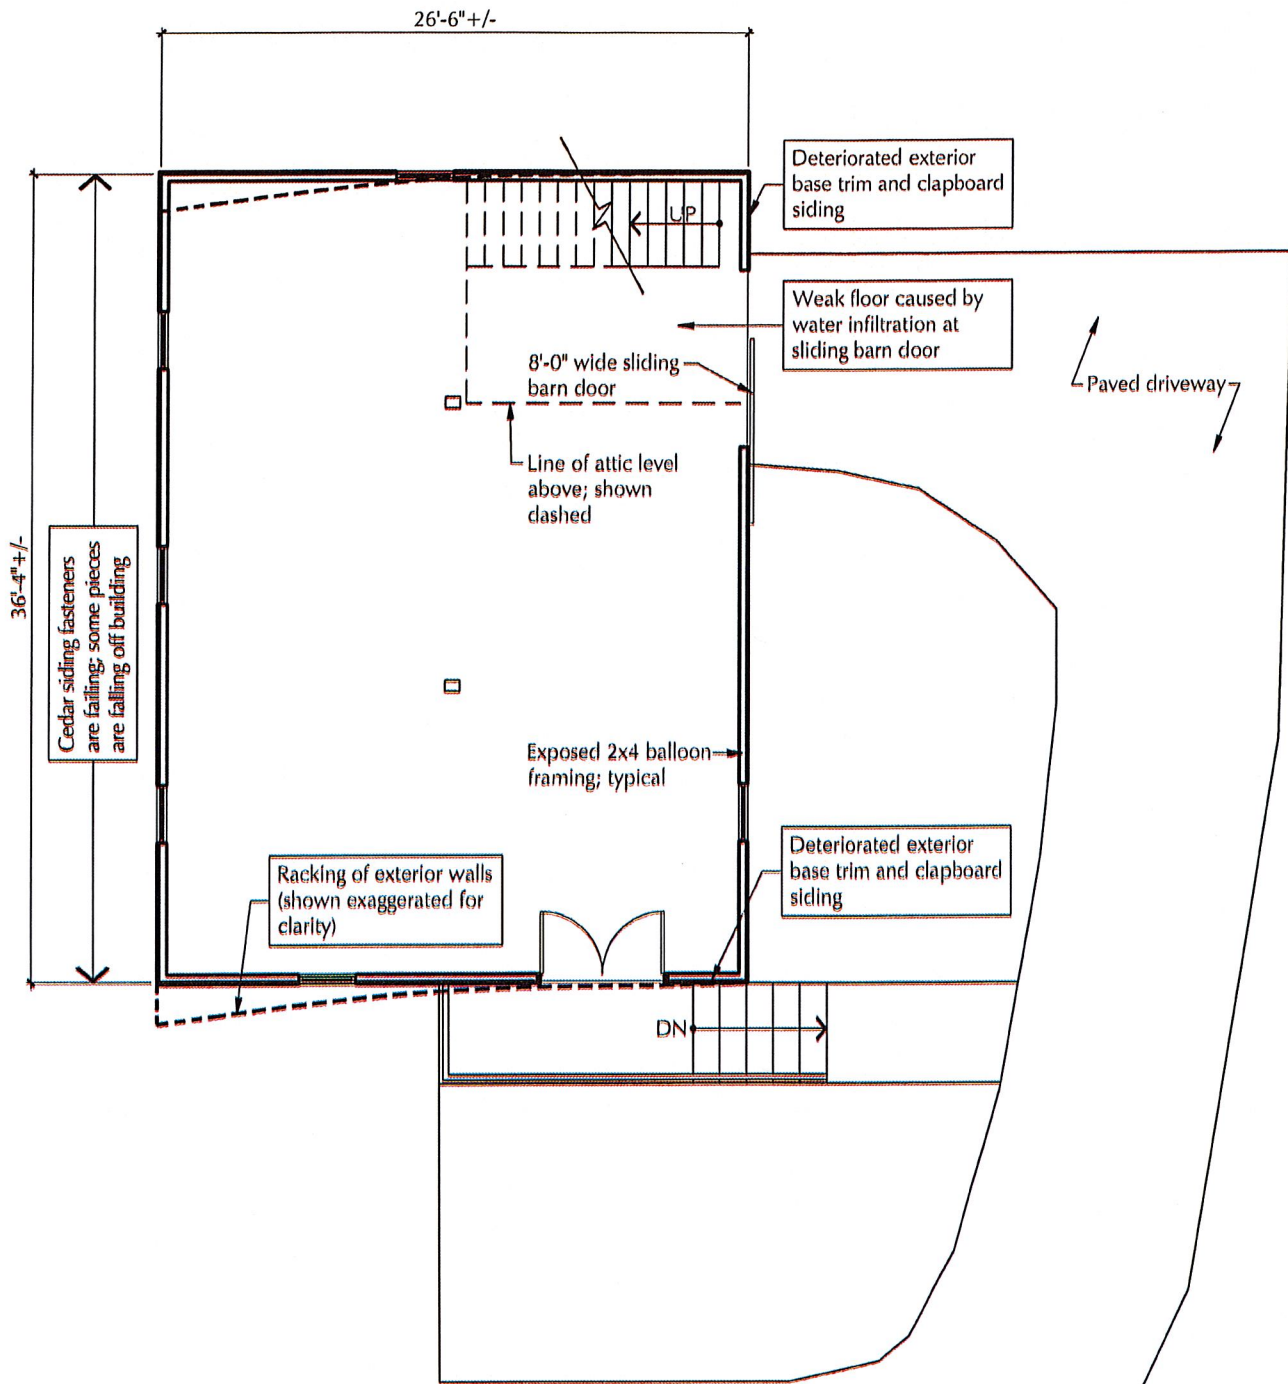 26'-6"+/-
Deteriorated exterior
base trim and clapboard
siding
UP
Weak floor caused by
water infiltration at
sliding barn door
8'-0" wide sliding
barn door
Paved driveway
Line of attic level
above; shown
dashed
36'-4"+/-
Cedar siding fasteners
are failing; some pieces
are falling off building
Exposed 2x4 balloon
framing; typical
Deteriorated exterior
base trim and clapboard
siding
Racking of exterior walls
(shown exaggerated for
clarity)
DN